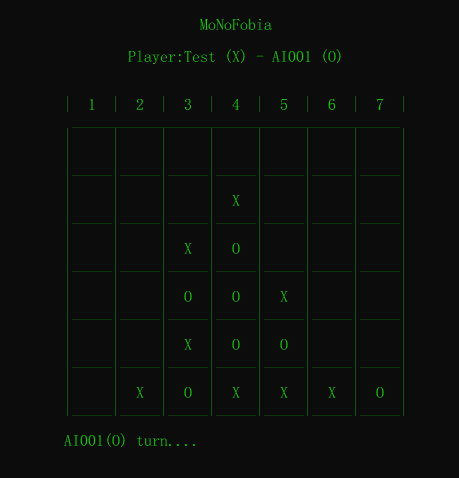 MoNoFobia
Player:Test (X) - AI001 (O)
| 1 | 2 | 3 | 4 | 5 | 6 | 7 |
X
X O
O O X
X O O
X O X X X O
AI001(O) turn....